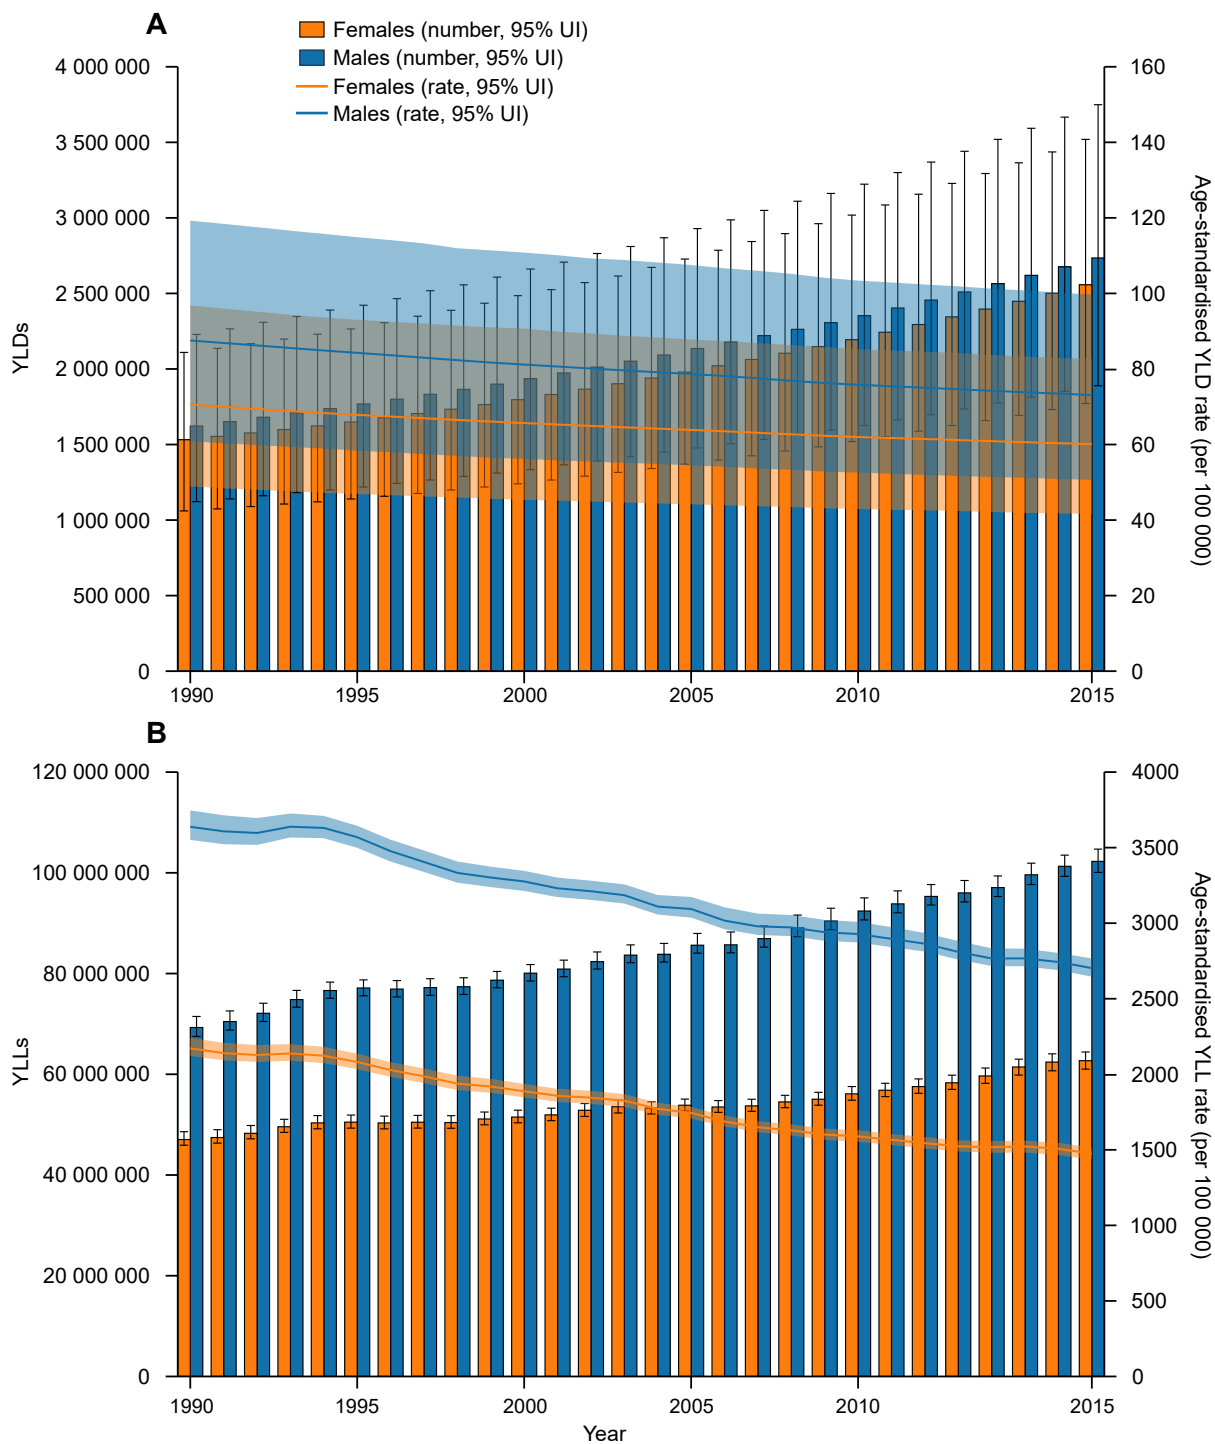 A
Females (number, 95% UI)
Males (number, 95% UI)
Females (rate, 95% UI)
Males (rate, 95% UI)
4 000 000
3 500 000
3 000 000
2 500 000
2 000 000
1 500 000
1 000 000
500 000
0
YLDs
160
140
120
100
80
60
40
20
0
Age-standardised YLD rate (per 100 000)
1990
1995
2000
2005
2010
2015
B
120 000 000
100 000 000
80 000 000
60 000 000
40 000 000
20 000 000
0
YLLs
4000
3500
3000
2500
2000
1500
1000
500
0
Age-standardised YLL rate (per 100 000)
1990
1995
2000
2005
2010
2015
Year